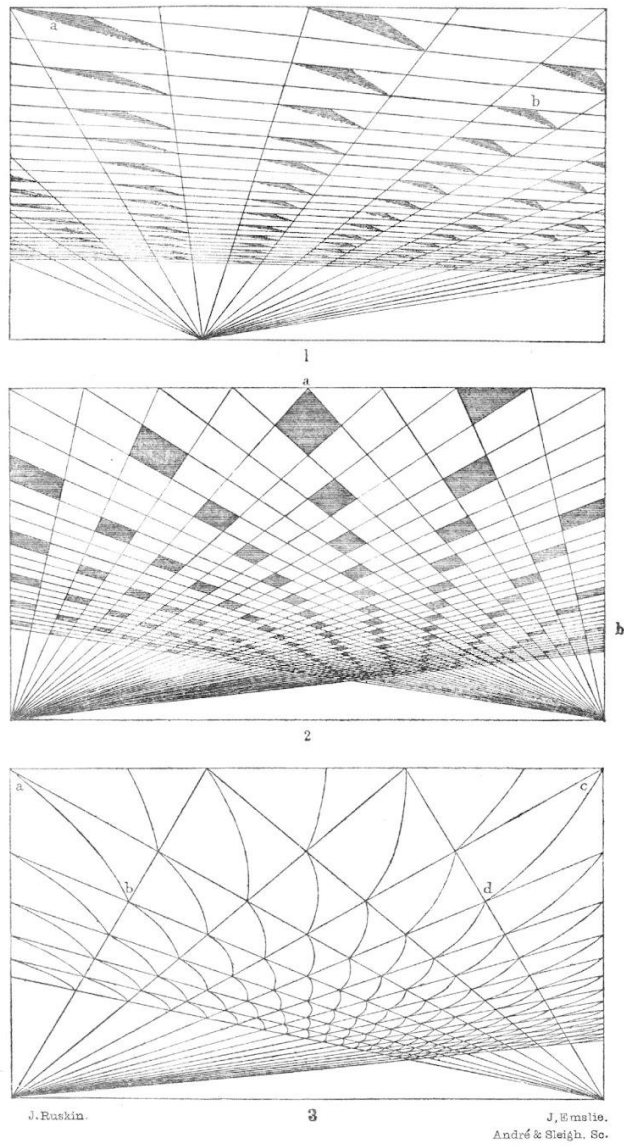 a
b
1
a
b
2
a
c
b
d
J. Ruskin.
3
J, Emslie.
André & Sleigh. Sc.